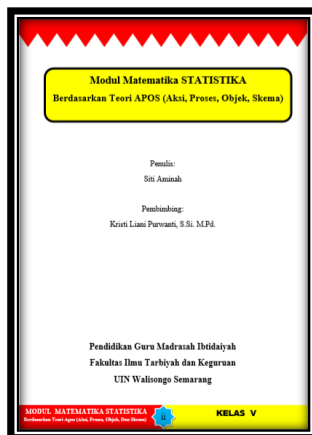 Modul Matematika STATISTIKA
Berdasarkan Teori APOS (Aksi, Proses, Objek, Skema)
Penulis:
Siti Aminah
Pembimbing:
Kristi Liani Purwanti, S.Si. M.Pd.
Pendidikan Guru Madrasah Ibtidaiyah
Fakultas Ilmu Tarbiyah dan Keguruan
UIN Walisongo Semarang
MODUL MATEMATIKA STATISTIKA
Berdasarkan Teori Apos (Aksi, Proses, Objek, Dan Skema)
ii
KELAS V